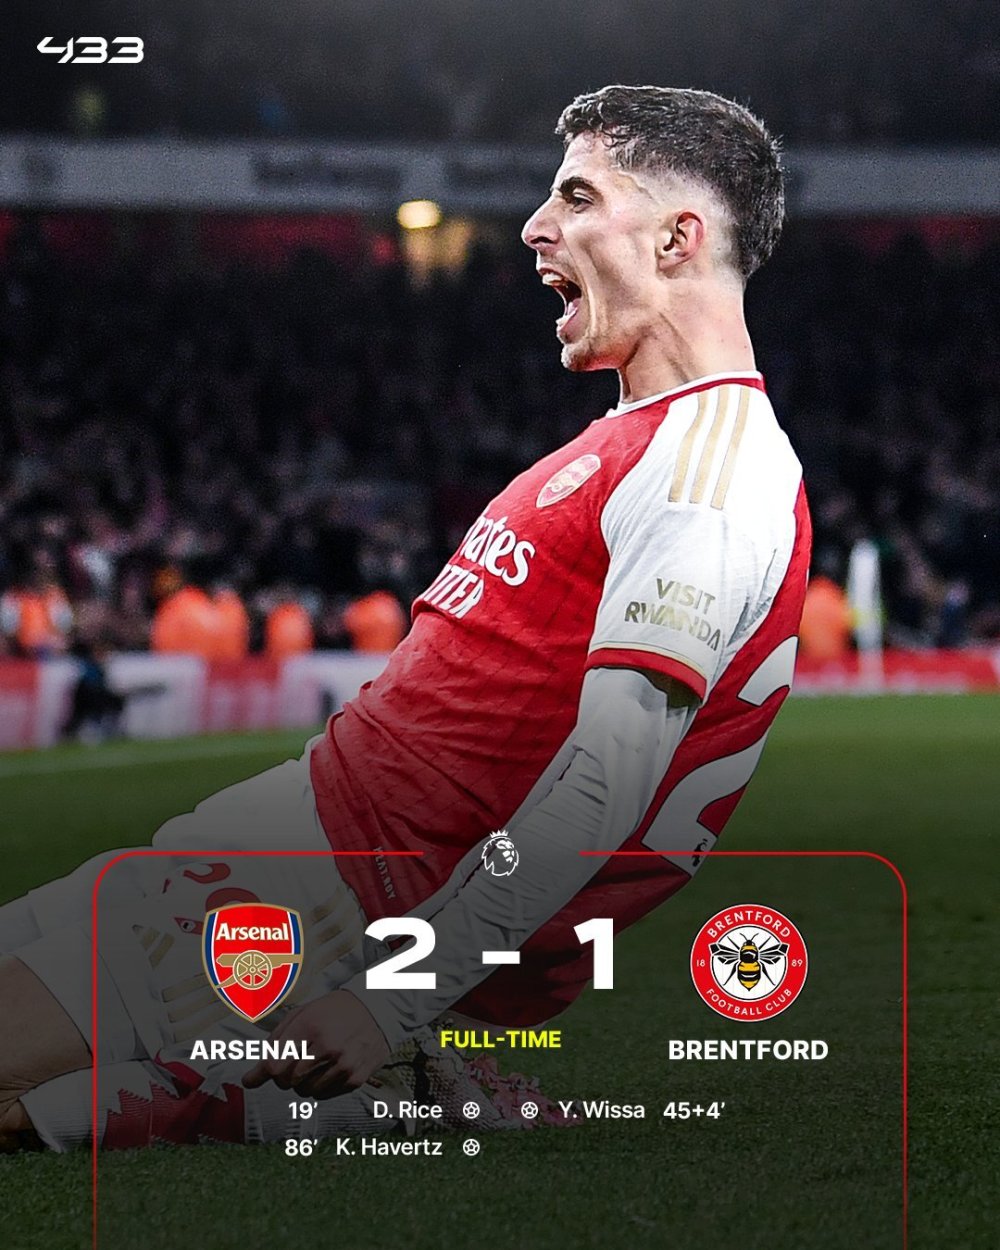 433
Emirates
VISIT
RWANDA
2 - 1
Arsenal
BRENTFORD
18 89
FOOTBALL CLUB
ARSENAL
FULL-TIME
BRENTFORD
19’ D. Rice
Y. Wissa 45+4’
86’ K. Havertz